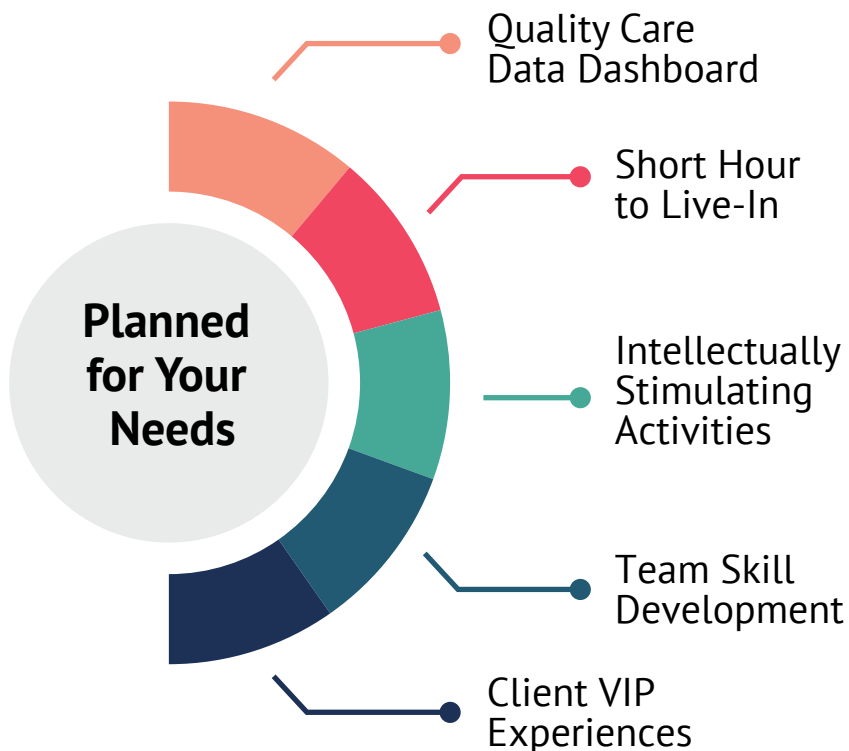 Quality Care
Data Dashboard
Short Hour
to Live-In
Planned
for Your
Needs
Intellectually
Stimulating
Activities
Team Skill
Development
Client VIP
Experiences